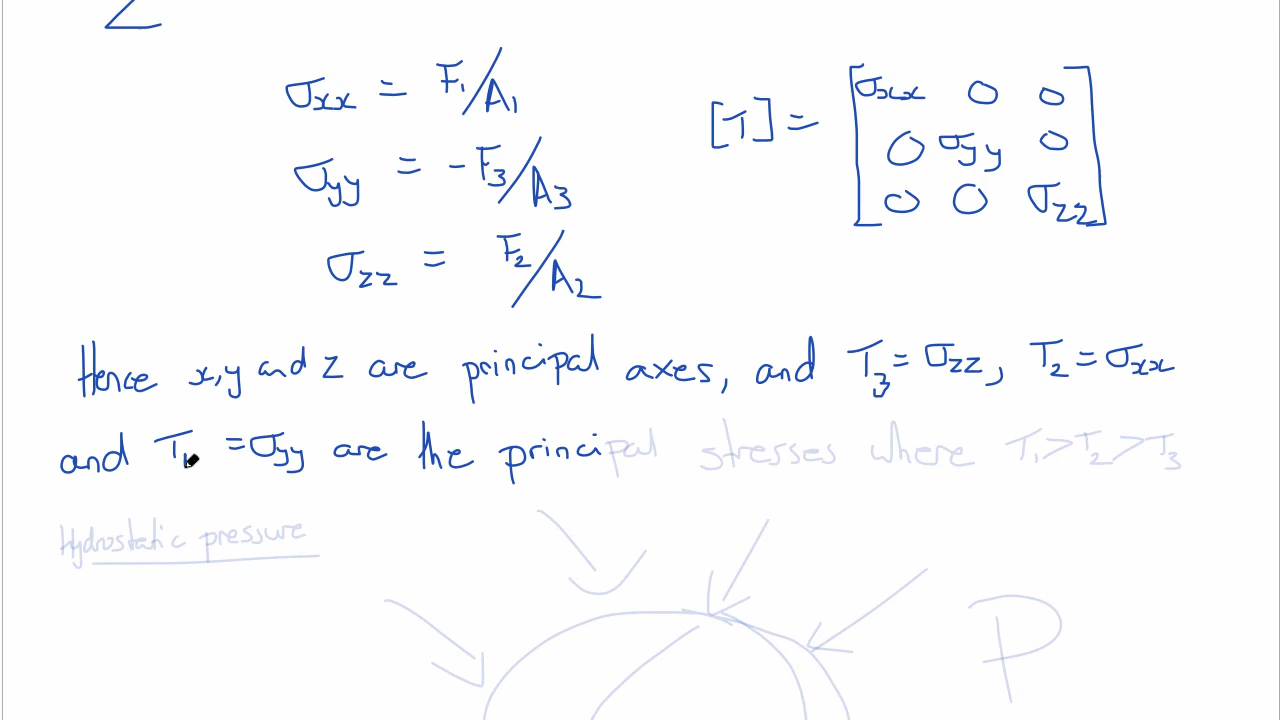 σxx = F₁/A₁
[T] = [σxx 0 0
0 σyy 0
0 0 σzz]
σyy = -F₃/A₃
σzz = F₂/A₂
Hence x,y and z are principal axes, and T₃ = σzz, T₂ = σxx
and T₁ = σyy are the principal stresses where T₁>T₂>T₃
Hydrostatic pressure
P